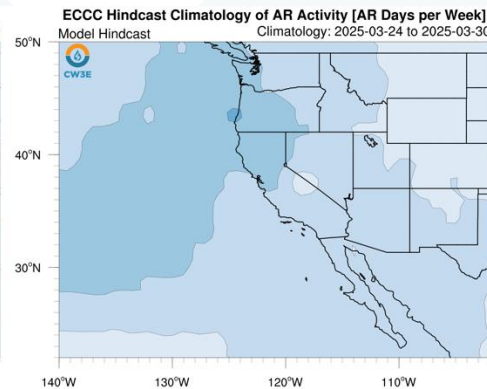 ECCC Hindcast Climatology of AR Activity [AR Days per Week]
Model Hindcast
Climatology: 2025-03-24 to 2025-03-30
CW3E
50°N
40°N
30°N
140°W
130°W
120°W
110°W